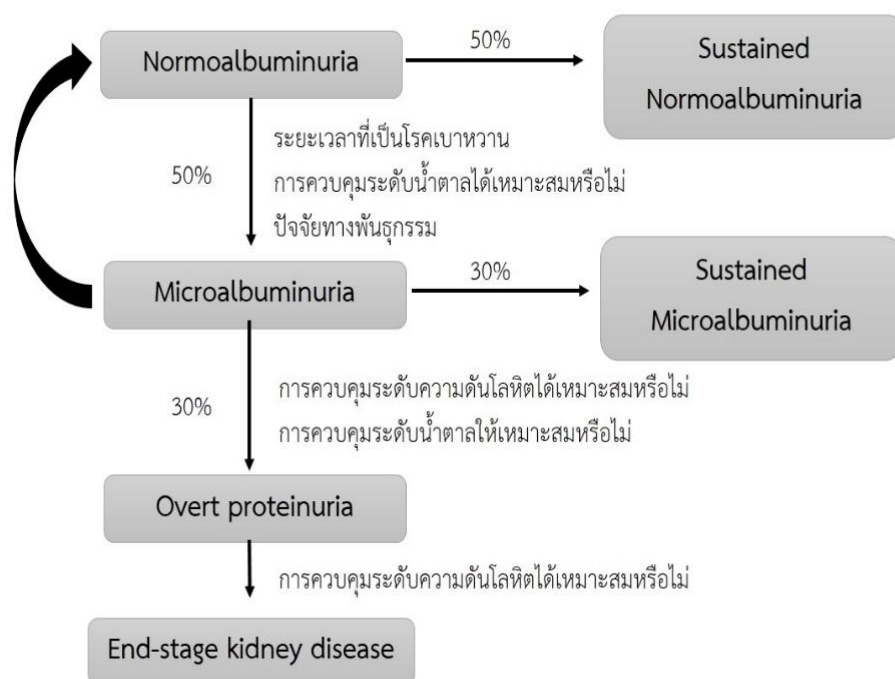 Normoalbuminuria
50%
Sustained
Normoalbuminuria
50%
ระยะเวลาที่เป็นโรคเบาหวาน
การควบคุมระดับน้ำตาลได้เหมาะสมหรือไม่
ปัจจัยทางพันธุกรรม
Microalbuminuria
30%
Sustained
Microalbuminuria
30%
การควบคุมระดับความดันโลหิตได้เหมาะสมหรือไม่
การควบคุมระดับน้ำตาลให้เหมาะสมหรือไม่
Overt proteinuria
การควบคุมระดับความดันโลหิตได้เหมาะสมหรือไม่
End-stage kidney disease